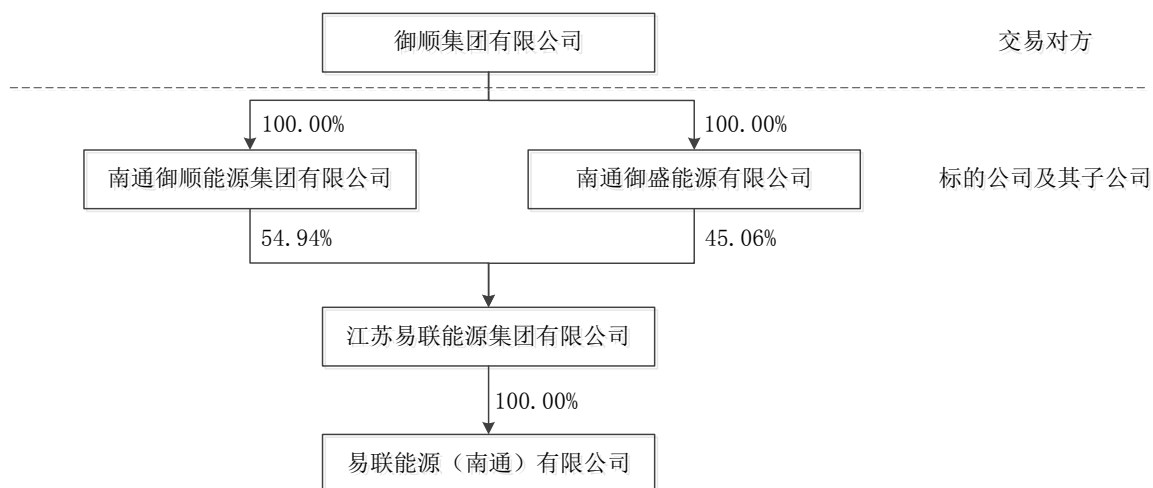 御顺集团有限公司
交易对方
100.00%
100.00%
南通御顺能源集团有限公司
南通御盛能源有限公司
标的公司及其子公司
54.94%
45.06%
江苏易联能源集团有限公司
100.00%
易联能源（南通）有限公司